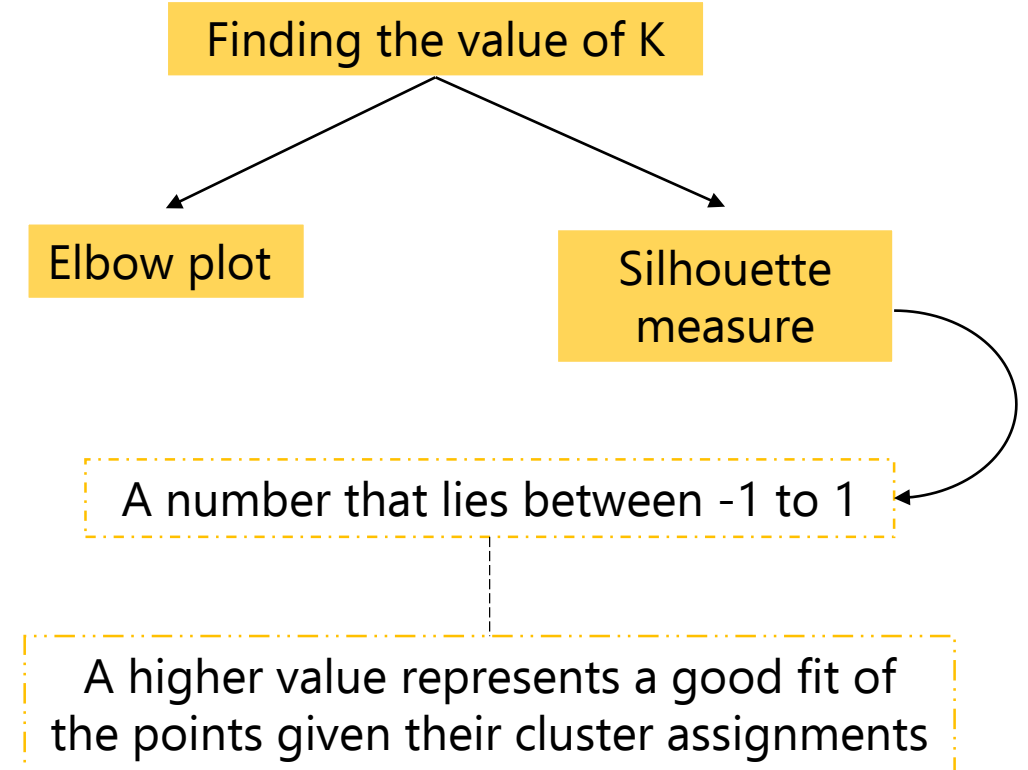 Finding the value of K
Elbow plot
Silhouette
measure
A number that lies between -1 to 1
A higher value represents a good fit of
the points given their cluster assignments